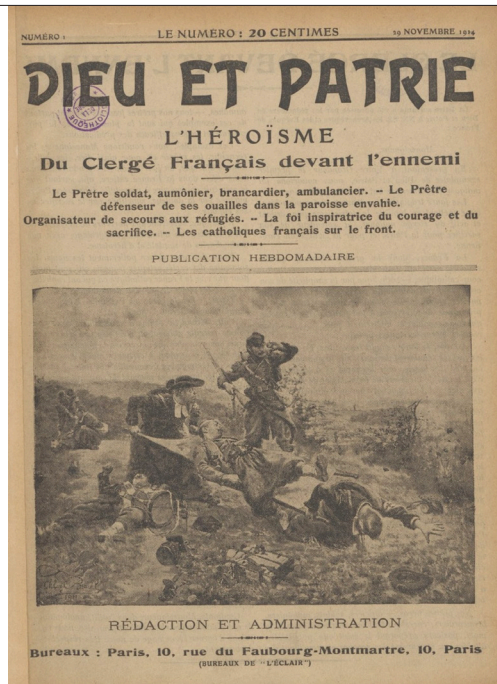 NUMÉRO 1
LE NUMÉRO : 20 CENTIMES
29 NOVEMBRE 1914
DIEU ET PATRIE
L'HÉROÏSME
Du Clergé Français devant l'ennemi
Le Prêtre soldat, aumônier, brancardier, ambulancier. -- Le Prêtre
défenseur de ses ouailles dans la paroisse envahie.
Organisateur de secours aux réfugiés. -- La foi inspiratrice du courage et du
sacrifice. -- Les catholiques français sur le front.
PUBLICATION HEBDOMADAIRE
RÉDACTION ET ADMINISTRATION
Bureaux : Paris, 10, rue du Faubourg-Montmartre, 10, Paris
(BUREAUX DE "L'ÉCLAIR")